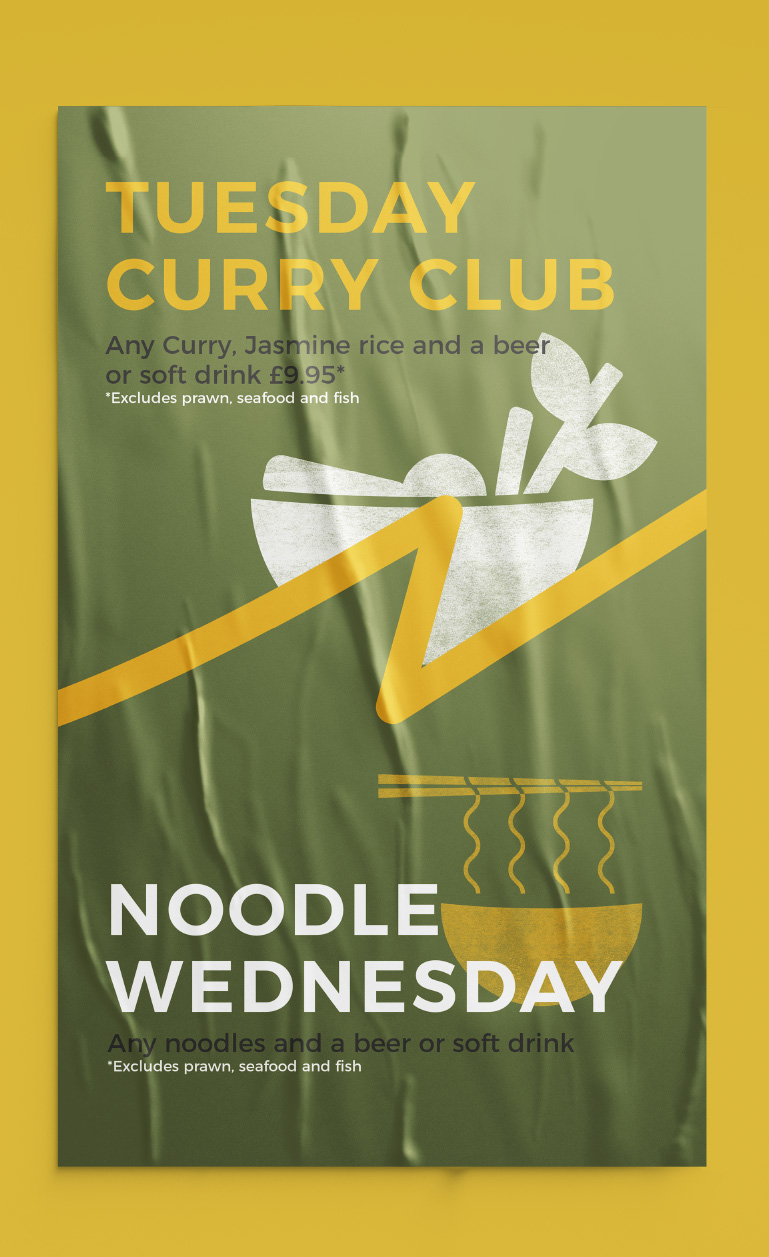 TUESDAY
CURRY CLUB
Any Curry, Jasmine rice and a beer
or soft drink £9.95*
*Excludes prawn, seafood and fish
NOODLE
WEDNESDAY
Any noodles and a beer or soft drink
*Excludes prawn, seafood and fish